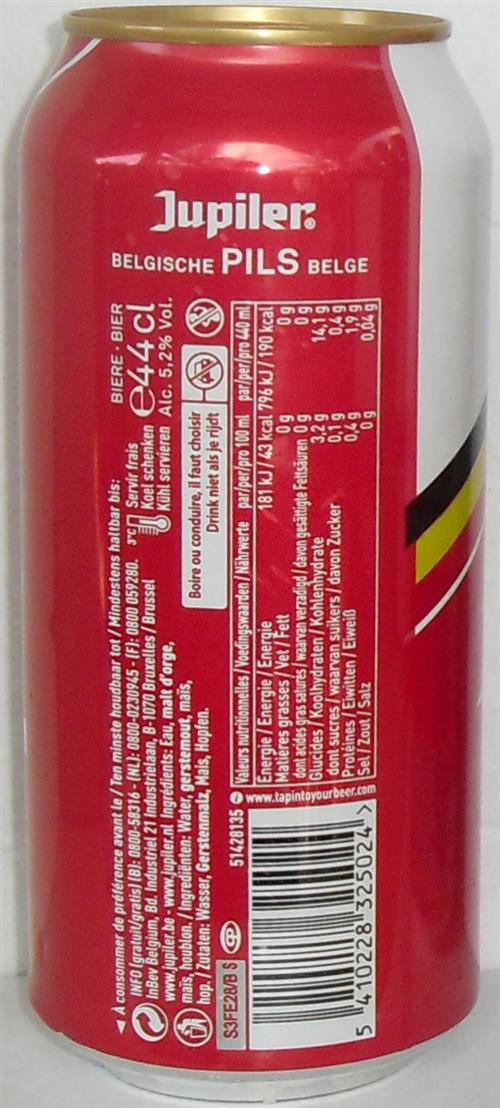 Jupiler®
BELGISCHE PILS BELGE
BIERE · BIER
e44 cl
Alc. 5,2% Vol.
3°C
Servir frais
Koel schenken
Kühl servieren
Boire ou conduire, il faut choisir
Drink niet als je rijdt
À consommer de préférence avant le / Ten minste houdbaar tot / Mindestens haltbar bis:
INFO (gratuit/gratis) (B): 0800-58316 - (NL): 0800-0230945 - (F): 0800 059280.
InBev Belgium, Bd. Industriel 21 Industrielaan, B-1070 Bruxelles / Brussel
www.jupiler.be - www.jupiler.nl Ingrédients: Eau, malt d'orge,
maïs, houblon. / Ingrediënten: Water, gerstemout, maïs,
hop. / Zutaten: Wasser, Gerstenmalz, Mais, Hopfen.
S3FE28/B S
51428135
Valeurs nutritionnelles / Voedingswaarden / Nährwerte par/per/pro 100 ml par/per/pro 440 ml
Energie / Energie / Energie 181 kJ / 43 kcal 796 kJ / 190 kcal
Matières grasses / Vet / Fett 0 g 0 g
dont acides gras saturés / waarvan verzadigd / davon gesättigte Fettsäuren 0 g 0 g
Glucides / Koolhydraten / Kohlenhydrate 3,2 g 14,1 g
dont sucres / waarvan suikers / davon Zucker 0,1 g 0,4 g
Protéines / Eiwitten / Eiweiß 0,4 g 1,9 g
Sel / Zout / Salz 0 g 0,04 g
www.tapintoyourbeer.com
5 410228 325024 >